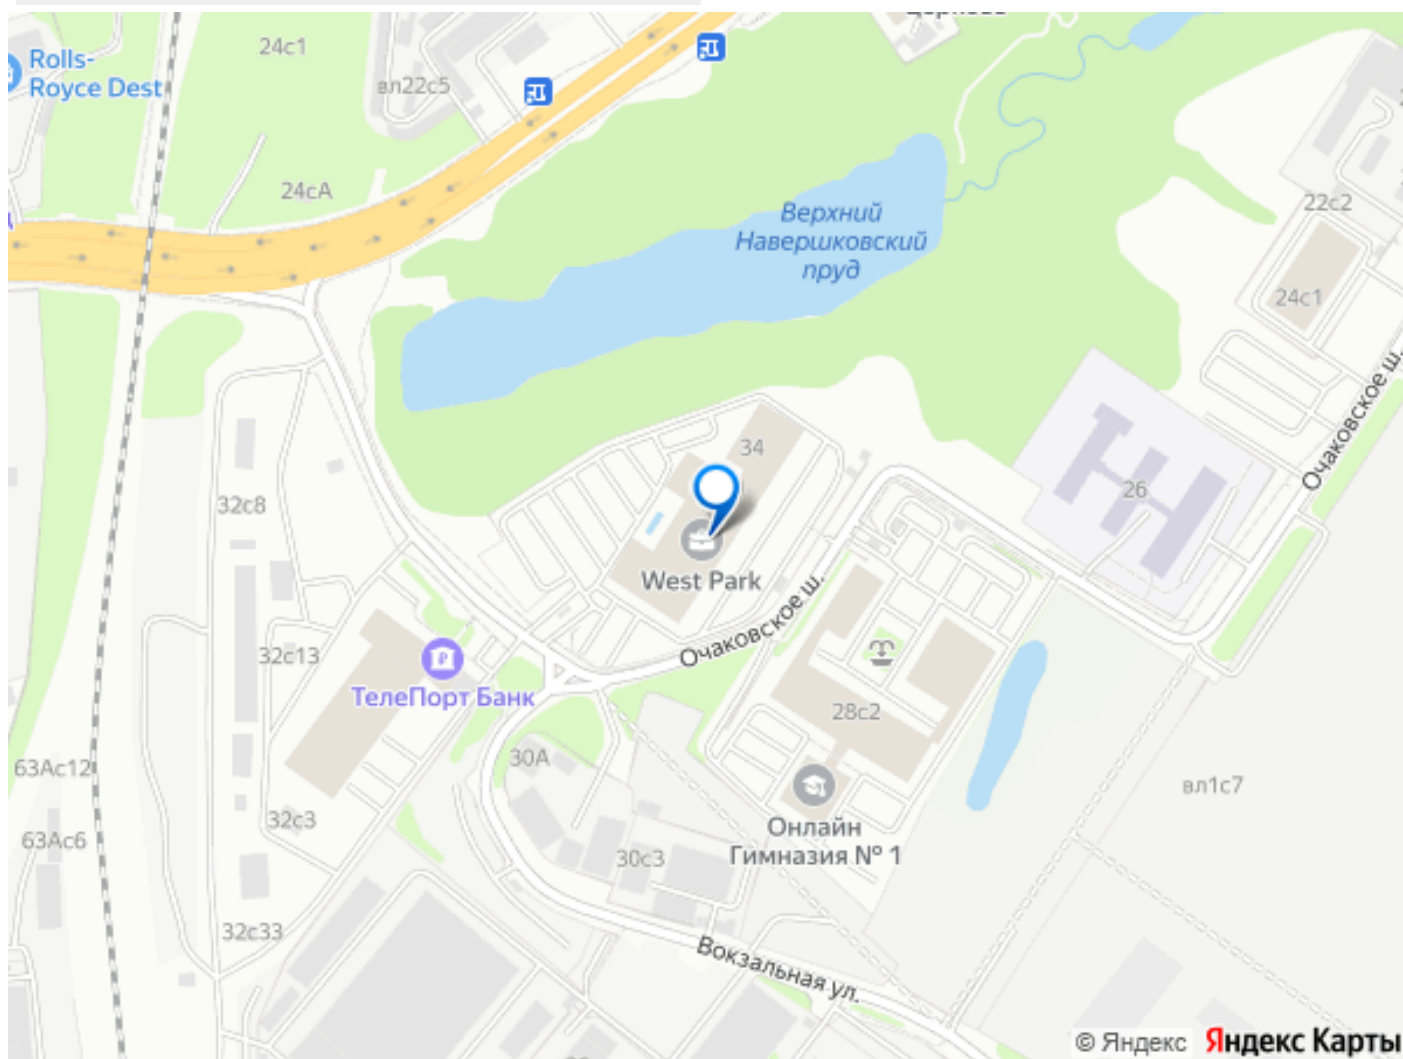 24с1
Rolls-
Royce Dest
вл22с5
24сА
Верхний
Навершковский
пруд
22с2
24с1
Очаковское ш.
34
26
32с8
West Park
Очаковское ш.
32с13
ТелеПорт Банк
28с2
30А
63Ас12
вл1с7
32с3
Онлайн
Гимназия № 1
63Ас6
30с3
32с33
Вокзальная ул.
© Яндекс Яндекс Карты